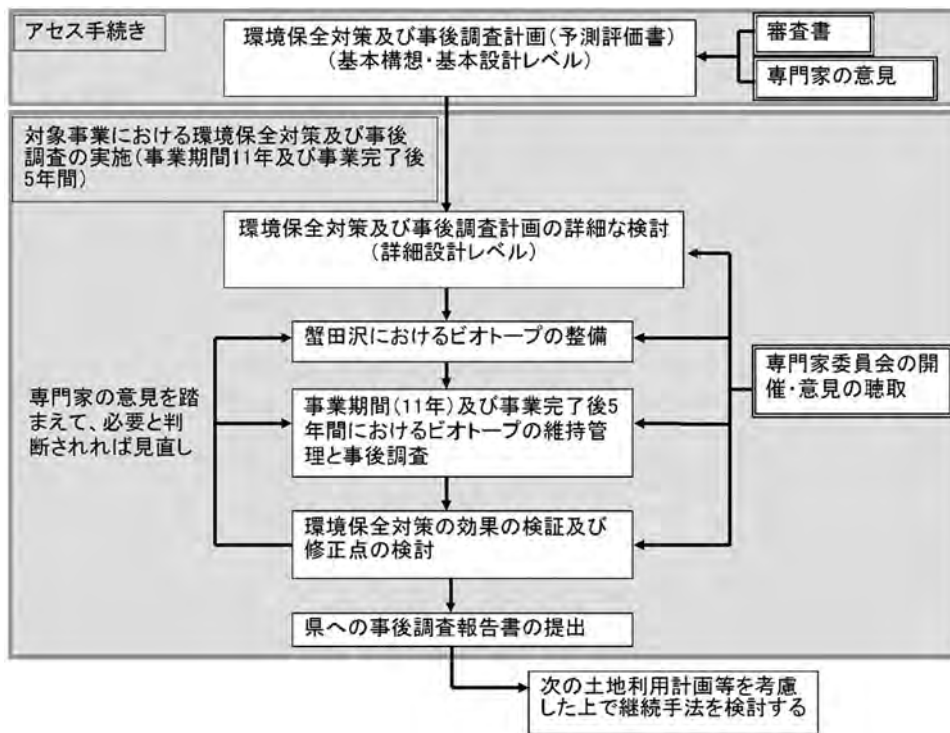 アセス手続き
環境保全対策及び事後調査計画(予測評価書)
(基本構想・基本設計レベル)
審査書
専門家の意見
対象事業における環境保全対策及び事後
調査の実施(事業期間11年及び事業完了後
5年間)
環境保全対策及び事後調査計画の詳細な検討
(詳細設計レベル)
蟹田沢におけるビオトープの整備
専門家委員会の開
催・意見の聴取
専門家の意見を踏
まえて、必要と判
断されれば見直し
事業期間(11年)及び事業完了後5
年間におけるビオトープの維持管
理と事後調査
環境保全対策の効果の検証及び
修正点の検討
県への事後調査報告書の提出
次の土地利用計画等を考慮
した上で継続手法を検討する